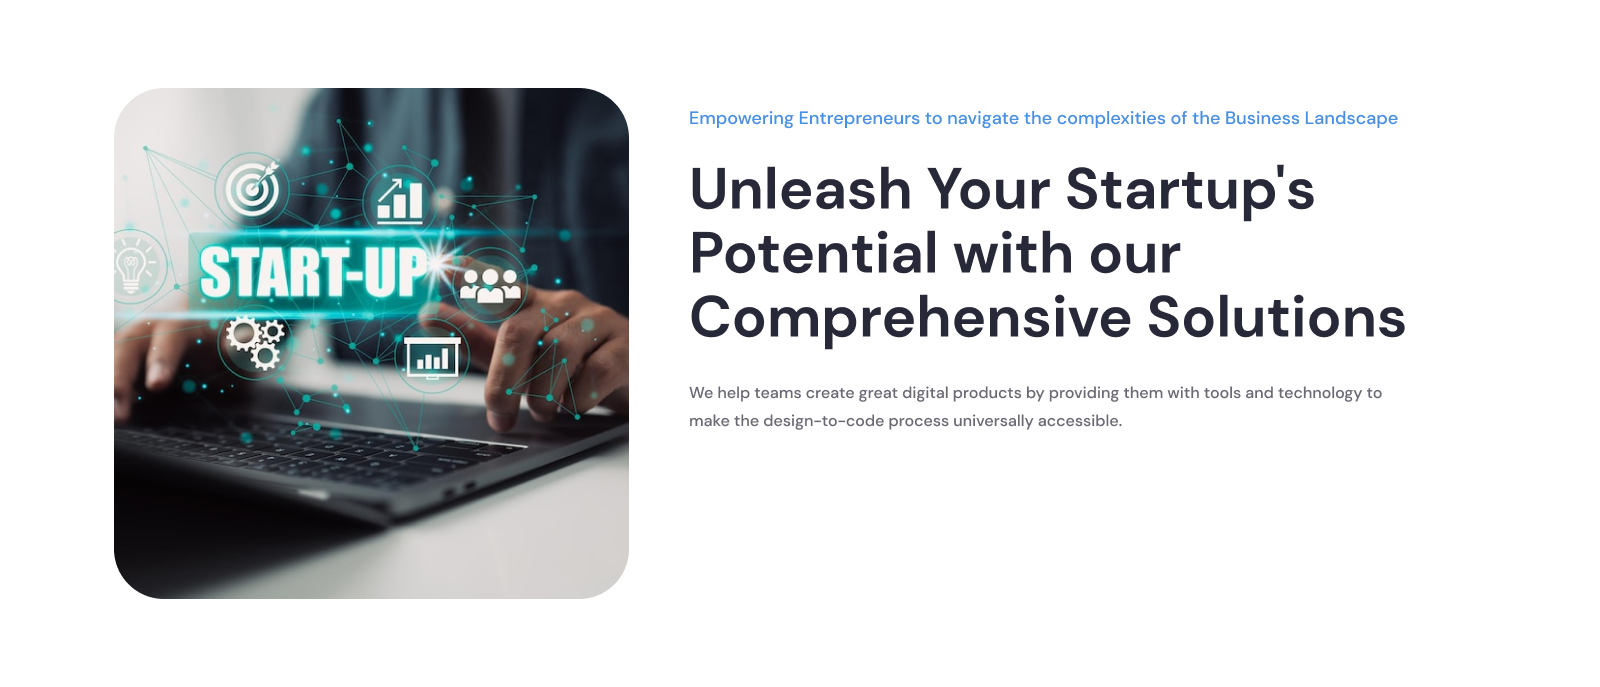 Empowering Entrepreneurs to navigate the complexities of the Business Landscape
Unleash Your Startup's
Potential with our
Comprehensive Solutions
We help teams create great digital products by providing them with tools and technology to
make the design-to-code process universally accessible.
START-UP